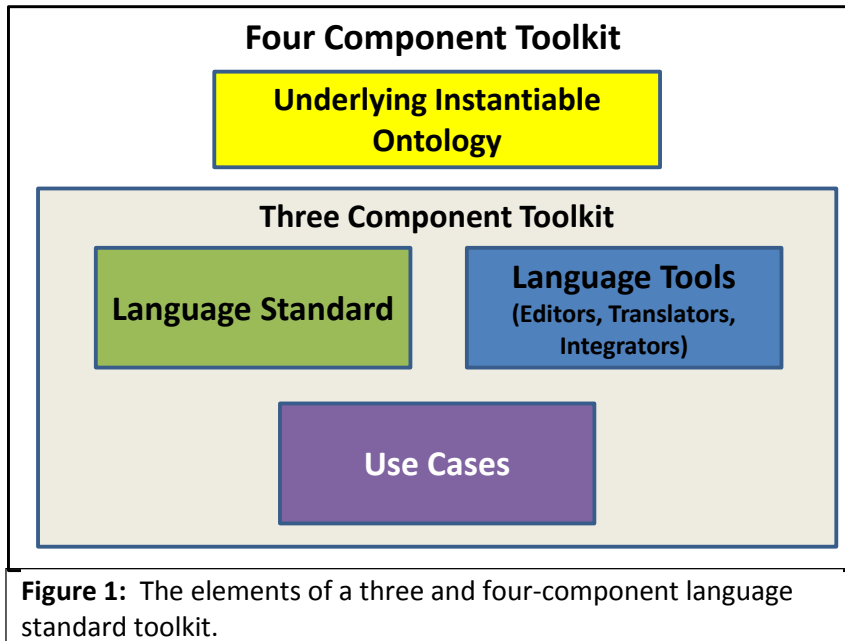 Four Component Toolkit
Underlying Instantiable
Ontology
Three Component Toolkit
Language Standard
Language Tools
(Editors, Translators,
Integrators)
Use Cases
Figure 1: The elements of a three and four-component language
standard toolkit.